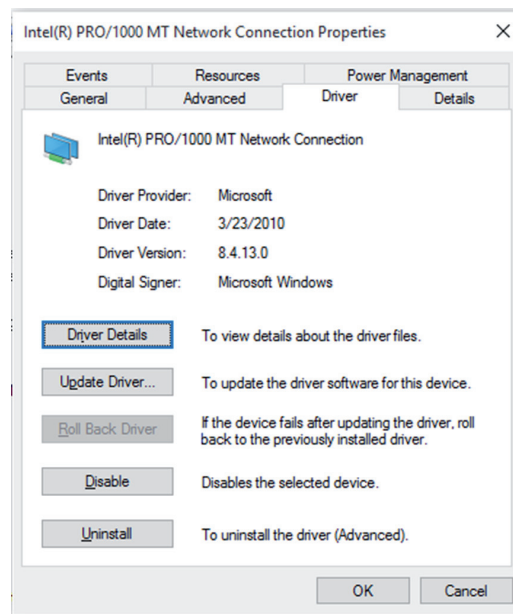 Intel(R) PRO/1000 MT Network Connection Properties
Events Resources Power Management
General Advanced Driver Details
Intel(R) PRO/1000 MT Network Connection
Driver Provider: Microsoft
Driver Date: 3/23/2010
Driver Version: 8.4.13.0
Digital Signer: Microsoft Windows
Driver Details To view details about the driver files.
Update Driver... To update the driver software for this device.
Roll Back Driver If the device fails after updating the driver, roll
back to the previously installed driver.
Disable Disables the selected device.
Uninstall To uninstall the driver (Advanced).
OK Cancel